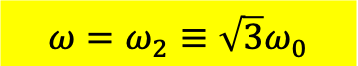 ω = ω₂ ≡ √3ω₀